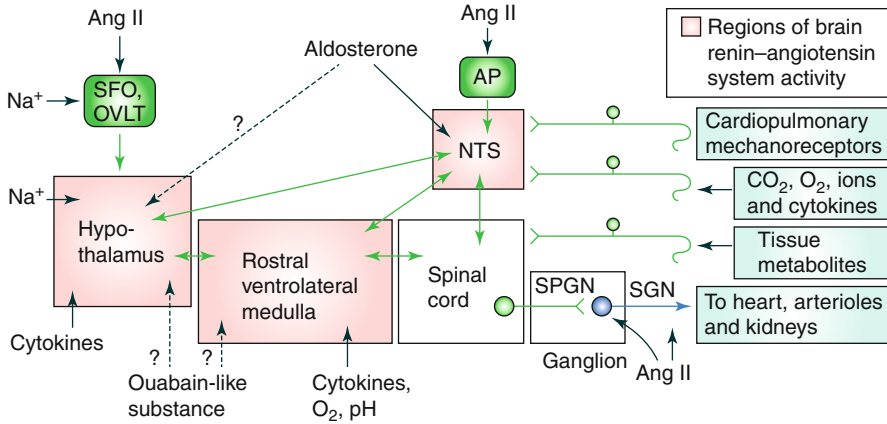 Ang II
Ang II
Regions of brain
renin–angiotensin
system activity
Aldosterone
SFO,
OVLT
AP
Na⁺
?
Cardiopulmonary
mechanoreceptors
NTS
CO₂, O₂, ions
and cytokines
Na⁺
Hypo-
thalamus
Rostral
ventrolateral
medulla
Spinal
cord
Tissue
metabolites
SPGN
SGN
To heart, arterioles
and kidneys
Cytokines
?
?
Ganglion
Ang II
Ouabain-like
substance
Cytokines,
O₂, pH